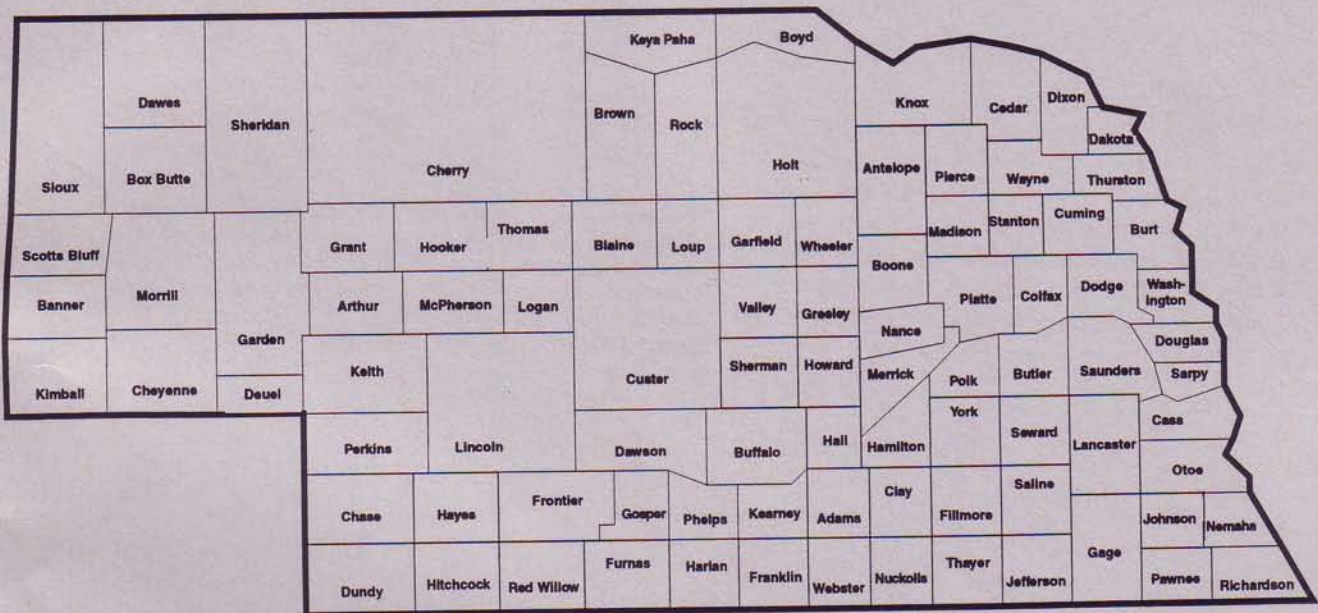 Keya Paha
Boyd
Dawes
Sheridan
Brown
Rock
Knox
Cedar
Dixon
Dakota
Sioux
Box Butte
Cherry
Holt
Antelope
Pierce
Wayne
Thurston
Scotts Bluff
Grant
Hooker
Thomas
Blaine
Loup
Garfield
Wheeler
Madison
Stanton
Cuming
Burt
Boone
Banner
Morrill
Arthur
McPherson
Logan
Valley
Greeley
Platte
Colfax
Dodge
Wash-
ington
Garden
Nance
Douglas
Kimball
Cheyenne
Deuel
Keith
Custer
Sherman
Howard
Merrick
Polk
Butler
Saunders
Sarpy
Perkins
Lincoln
Dawson
Buffalo
Hall
Hamilton
York
Seward
Lancaster
Cass
Otoe
Chase
Hayes
Frontier
Gosper
Phelps
Kearney
Adams
Clay
Fillmore
Saline
Johnson
Nemaha
Dundy
Hitchcock
Red Willow
Furnas
Harlan
Franklin
Webster
Nuckolls
Thayer
Jefferson
Gage
Pawnee
Richardson